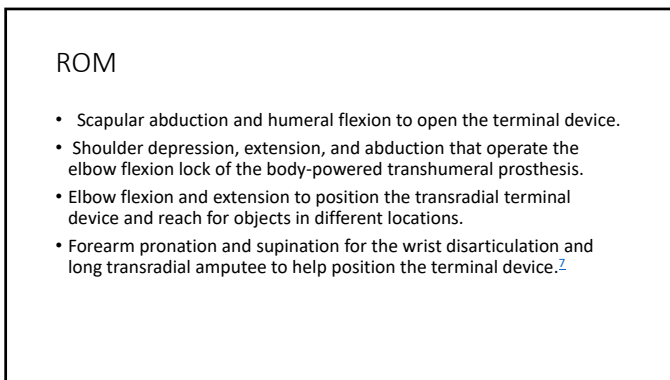 ROM
• Scapular abduction and humeral flexion to open the terminal device.
• Shoulder depression, extension, and abduction that operate the
elbow flexion lock of the body-powered transhumeral prosthesis.
• Elbow flexion and extension to position the transradial terminal
device and reach for objects in different locations.
• Forearm pronation and supination for the wrist disarticulation and
long transradial amputee to help position the terminal device.7